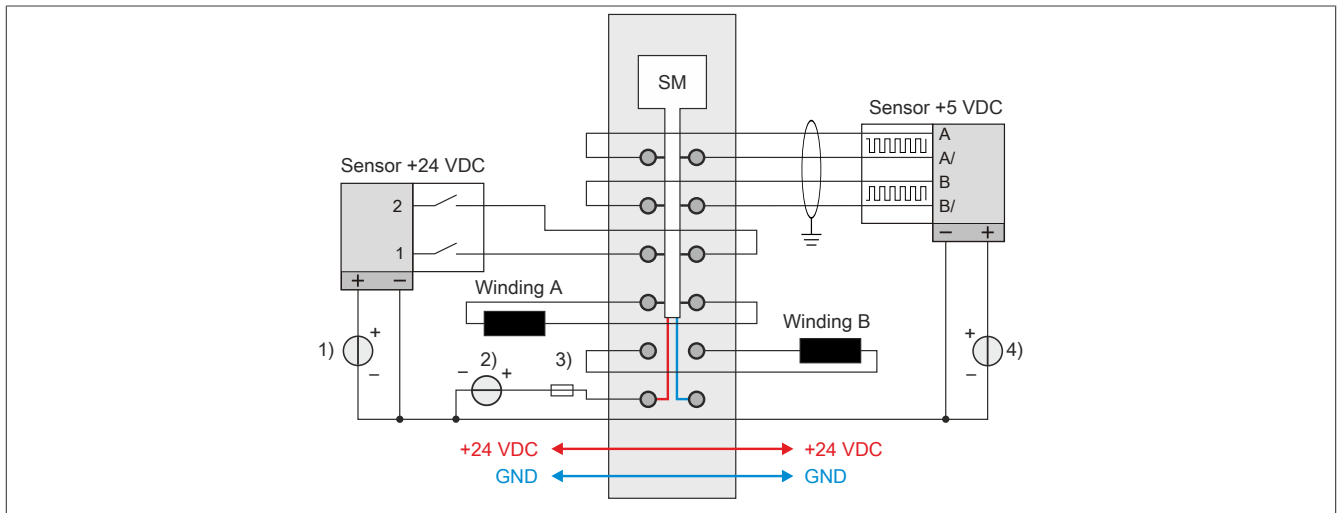 SM
Sensor +5 VDC
A
A/
B
B/
− +
Sensor +24 VDC
2
1
+ −
Winding A
Winding B
1)
+
−
2)
− +
3)
+
−
4)
+24 VDC +24 VDC
GND GND